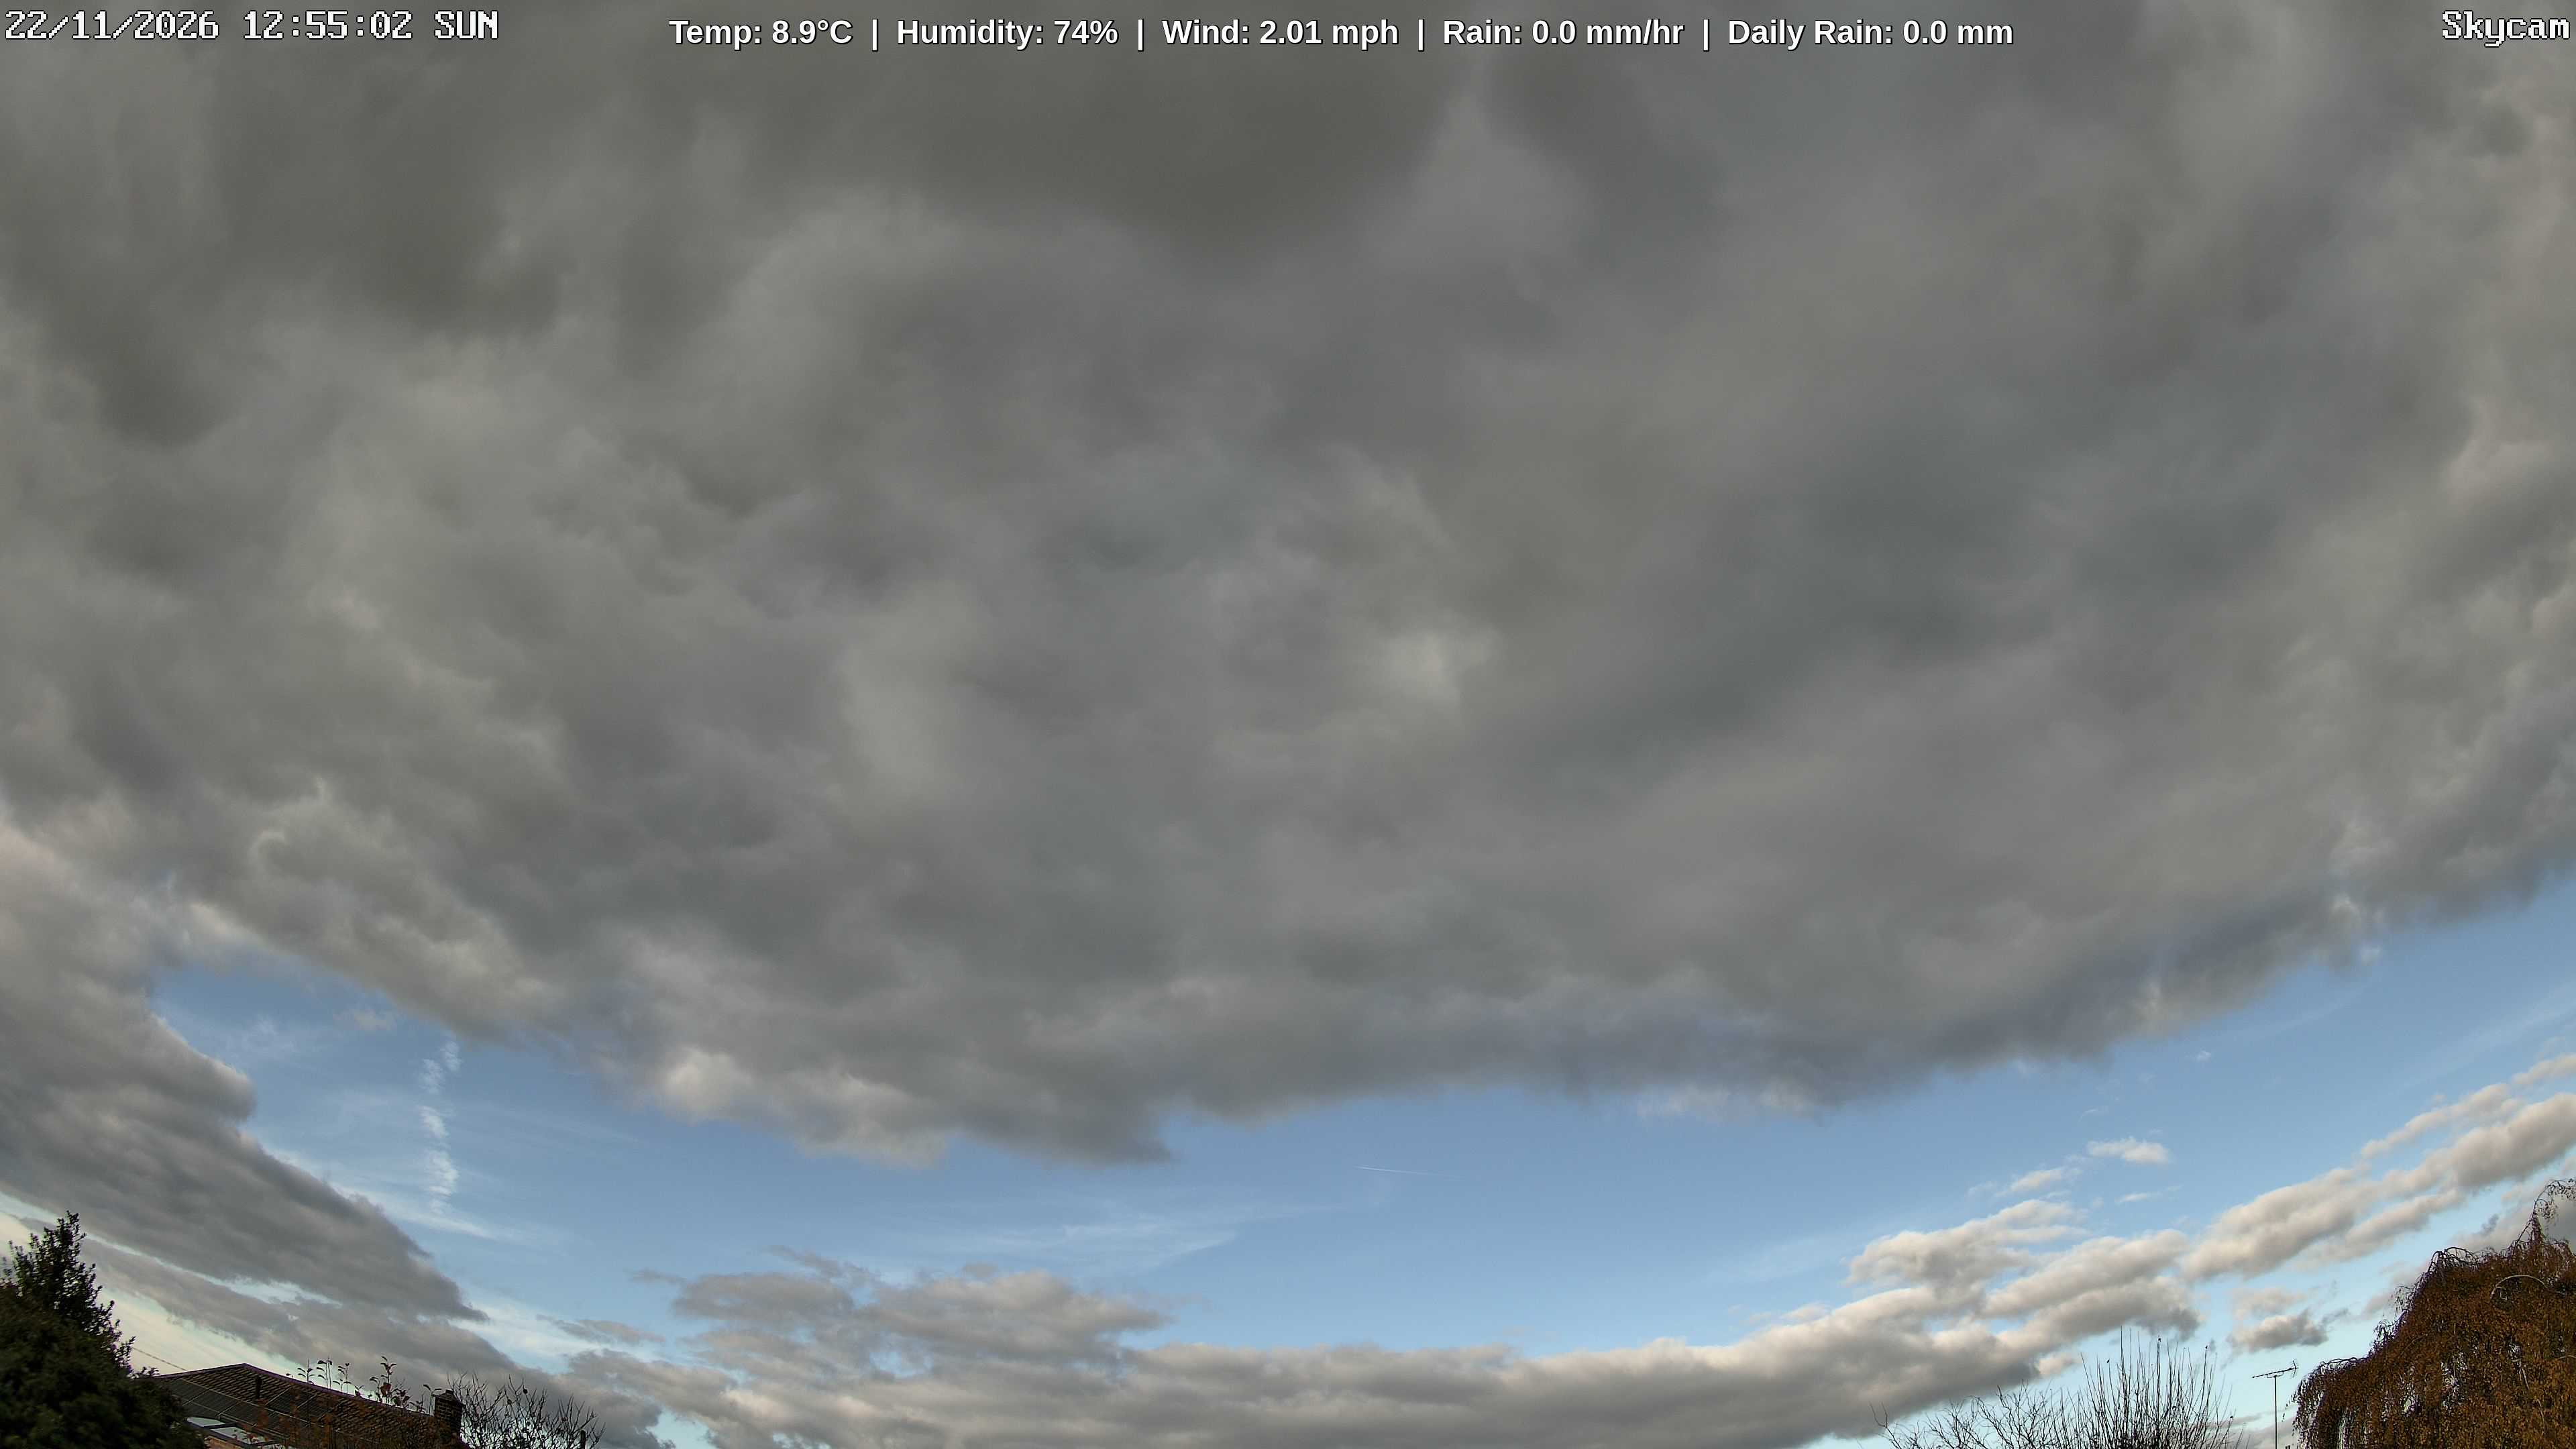 22/11/2026 12:55:02 SUN
Temp: 8.9°C | Humidity: 74% | Wind: 2.01 mph | Rain: 0.0 mm/hr | Daily Rain: 0.0 mm
Skycam